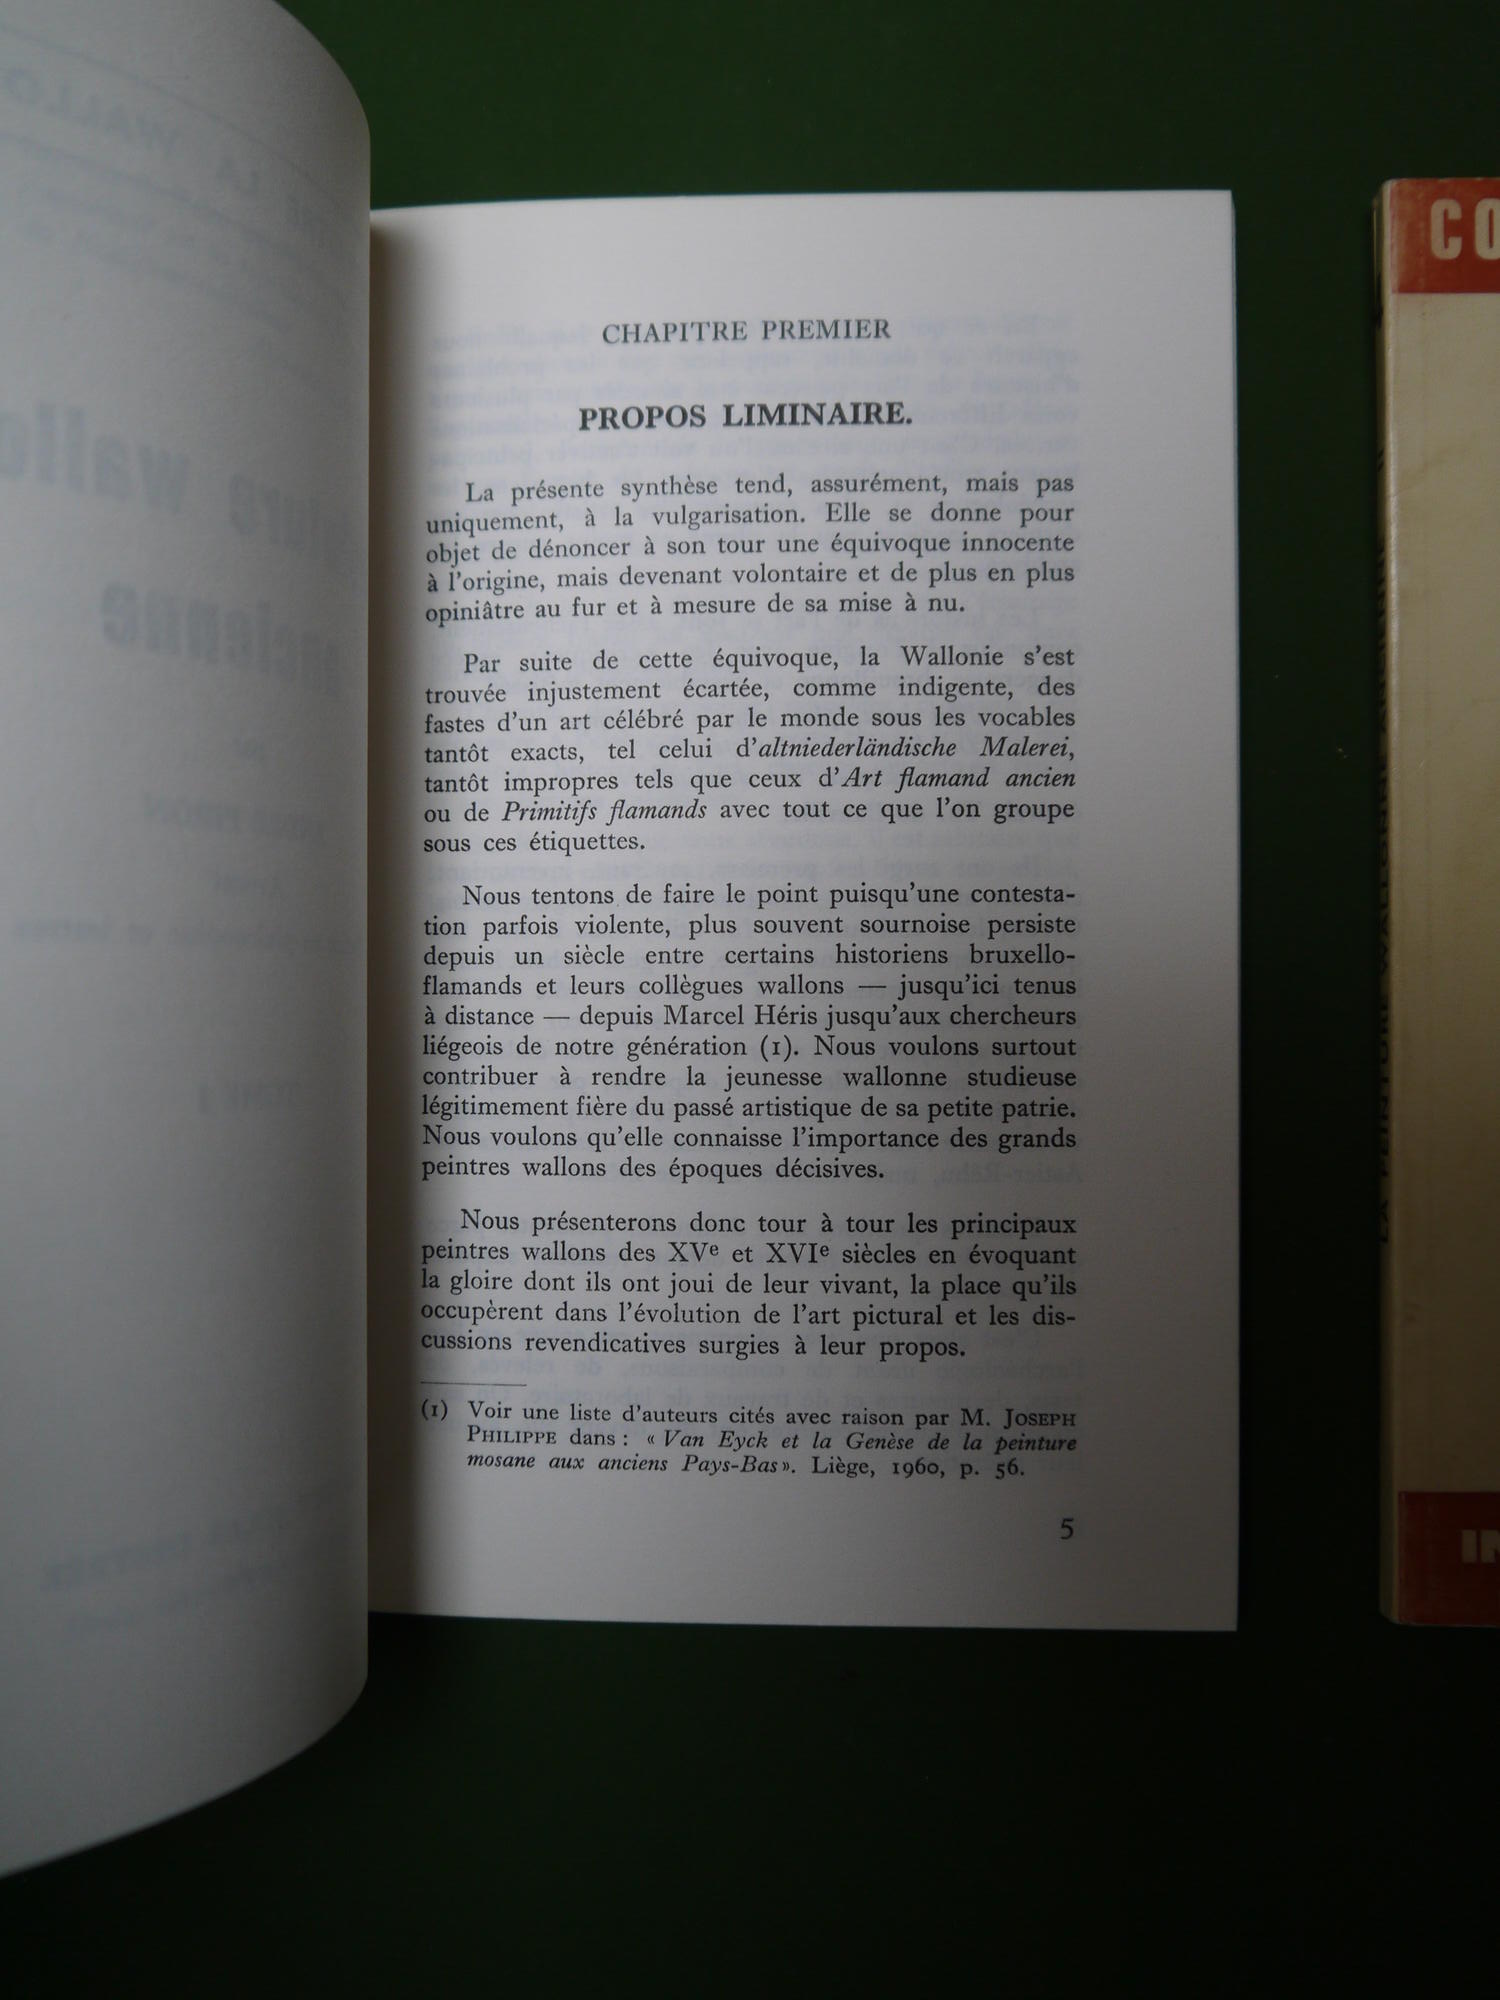 CHAPITRE PREMIER
PROPOS LIMINAIRE.
La présente synthèse tend, assurément, mais pas
uniquement, à la vulgarisation. Elle se donne pour
objet de dénoncer à son tour une équivoque innocente
à l'origine, mais devenant volontaire et de plus en plus
opiniâtre au fur et à mesure de sa mise à nu.
Par suite de cette équivoque, la Wallonie s'est
trouvée injustement écartée, comme indigente, des
fastes d'un art célébré par le monde sous les vocables
tantôt exacts, tel celui d'altniederländische Malerei,
tantôt impropres tels que ceux d'Art flamand ancien
ou de Primitifs flamands avec tout ce que l'on groupe
sous ces étiquettes.
Nous tentons de faire le point puisqu'une contesta-
tion parfois violente, plus souvent sournoise persiste
depuis un siècle entre certains historiens bruxello-
flamands et leurs collègues wallons — jusqu'ici tenus
à distance — depuis Marcel Héris jusqu'aux chercheurs
liégeois de notre génération (1). Nous voulons surtout
contribuer à rendre la jeunesse wallonne studieuse
légitimement fière du passé artistique de sa petite patrie.
Nous voulons qu'elle connaisse l'importance des grands
peintres wallons des époques décisives.
Nous présenterons donc tour à tour les principaux
peintres wallons des XVe et XVIe siècles en évoquant
la gloire dont ils ont joui de leur vivant, la place qu'ils
occupèrent dans l'évolution de l'art pictural et les dis-
cussions revendicatives surgies à leur propos.
(1) Voir une liste d'auteurs cités avec raison par M. JOSEPH
PHILIPPE dans : « Van Eyck et la Genèse de la peinture
mosane aux anciens Pays-Bas ». Liège, 1960, p. 56.
5
CO
LA PEINTURE WALLONNE ANCIENNE